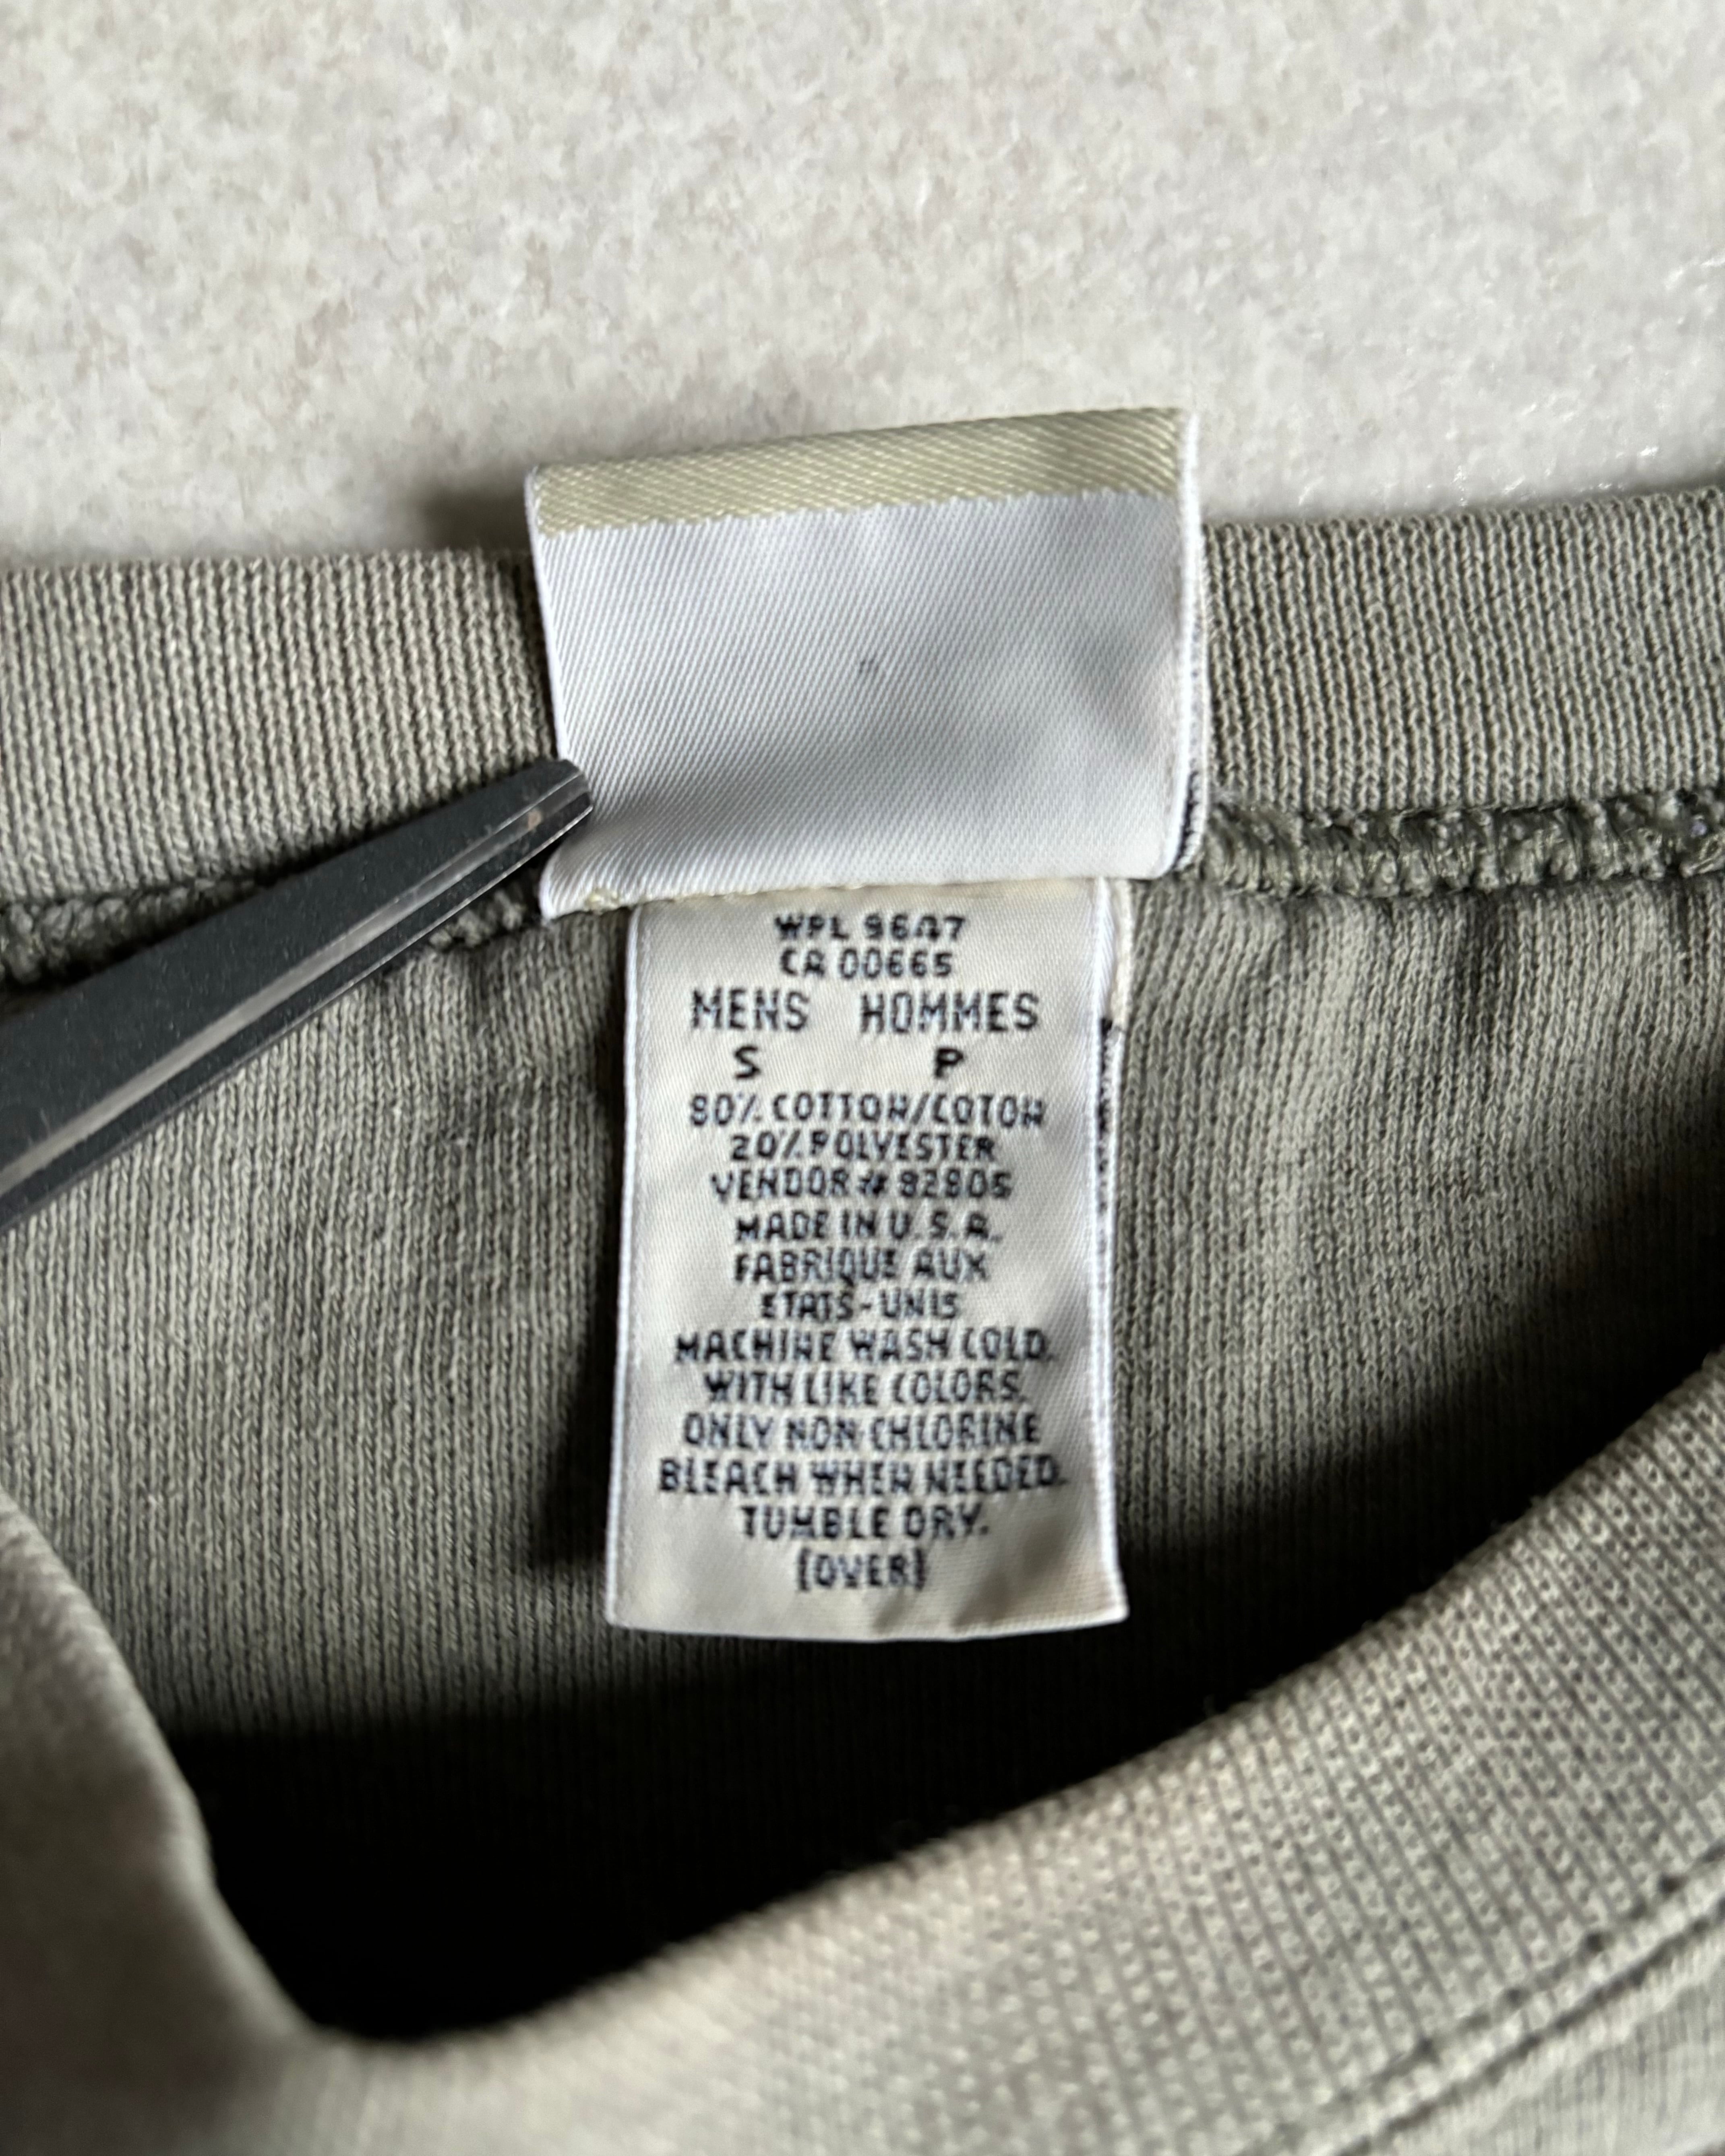 WPL 9647
CA 00665
MENS HOMMES
S P
80% COTTON/COTON
20% POLYESTER
VENDOR # 92805
MADE IN U.S.A.
FABRIQUE AUX
ETATS-UNIS
MACHINE WASH COLD.
WITH LIKE COLORS.
ONLY NON CHLORINE
BLEACH WHEN NEEDED.
TUMBLE DRY.
(OVER)